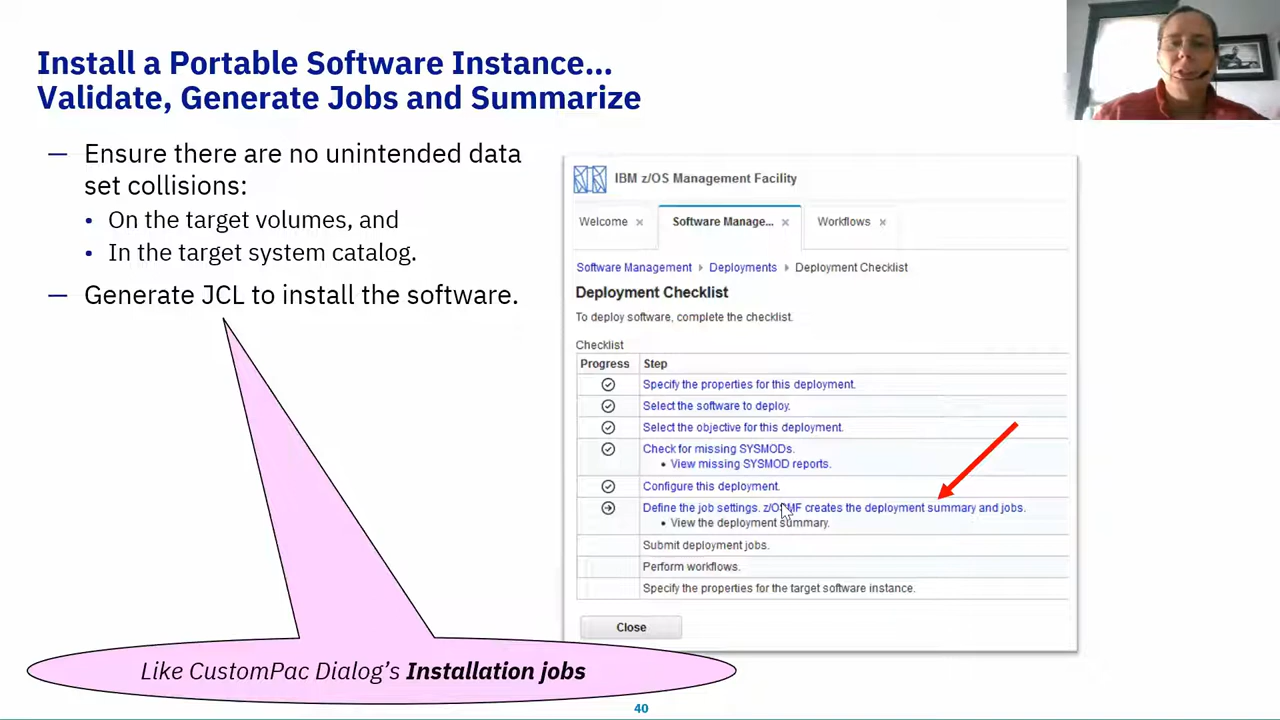 Install a Portable Software Instance…
Validate, Generate Jobs and Summarize
— Ensure there are no unintended data
set collisions:
• On the target volumes, and
• In the target system catalog.
— Generate JCL to install the software.
IBM z/OS Management Facility
Welcome × Software Manage... × Workflows ×
Software Management ▸ Deployments ▸ Deployment Checklist
Deployment Checklist
To deploy software, complete the checklist.
Checklist
Progress Step
Specify the properties for this deployment.
Select the software to deploy.
Select the objective for this deployment.
Check for missing SYSMODs.
• View missing SYSMOD reports.
Configure this deployment.
Define the job settings. z/OSMF creates the deployment summary and jobs.
• View the deployment summary.
Submit deployment jobs.
Perform workflows.
Specify the properties for the target software instance.
Close
Like CustomPac Dialog's Installation jobs
40